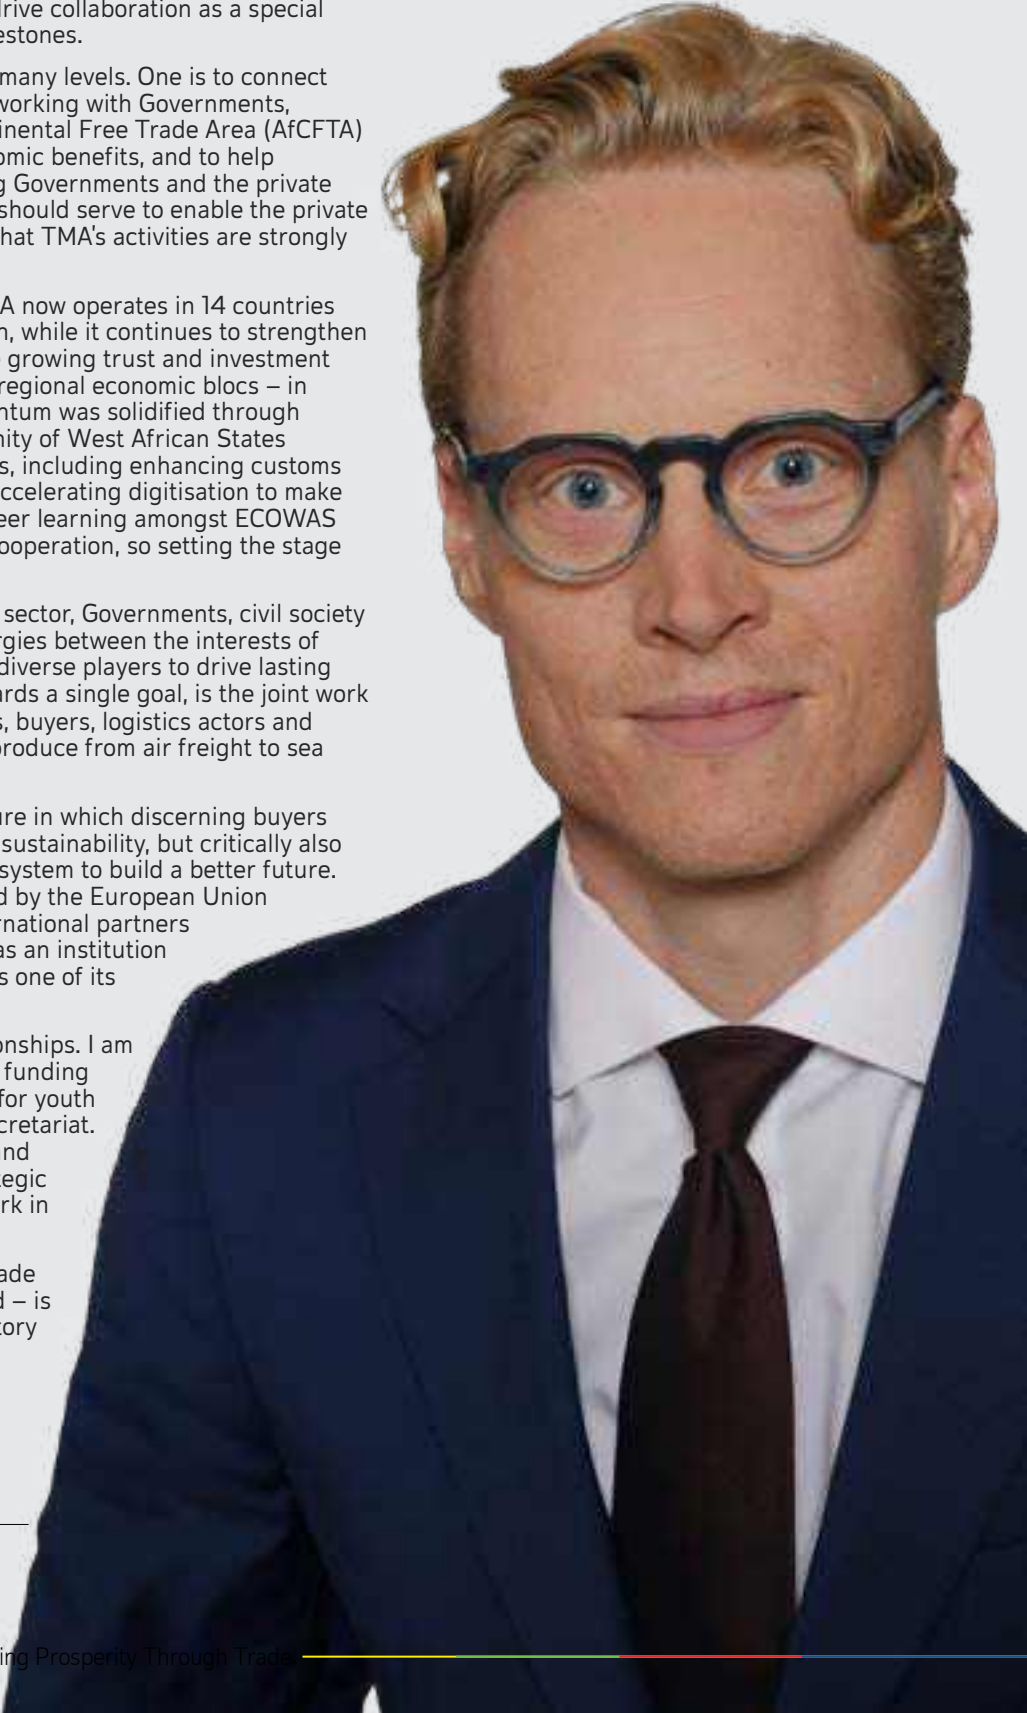 drive collaboration as a special
estones.
many levels. One is to connect
working with Governments,
inental Free Trade Area (AfCFTA)
omic benefits, and to help
g Governments and the private
should serve to enable the private
hat TMA's activities are strongly
A now operates in 14 countries
n, while it continues to strengthen
growing trust and investment
regional economic blocs – in
ntum was solidified through
nity of West African States
s, including enhancing customs
ccelerating digitisation to make
eer learning amongst ECOWAS
ooperation, so setting the stage
sector, Governments, civil society
rgies between the interests of
diverse players to drive lasting
ards a single goal, is the joint work
s, buyers, logistics actors and
produce from air freight to sea
ure in which discerning buyers
sustainability, but critically also
system to build a better future.
d by the European Union
rnational partners
as an institution
s one of its
onships. I am
funding
for youth
cretariat.
and
tegic
rk in
ade
d – is
tory
ing Prosperity Through Trade